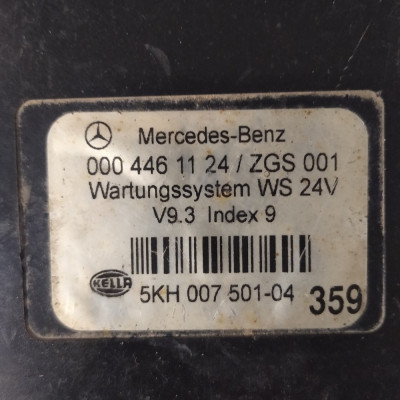 Mercedes-Benz
000 446 11 24 / ZGS 001
Wartungssystem WS 24V
V9.3 Index 9
HELLA 5KH 007 501-04 359